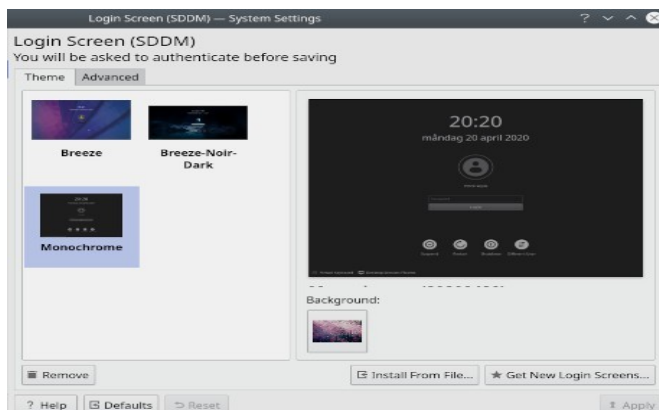 Login Screen (SDDM) — System Settings
Login Screen (SDDM)
You will be asked to authenticate before saving
Theme
Advanced
Breeze
Breeze-Noir-
Dark
Monochrome
20:20
måndag 20 april 2020
Background:
Remove
Install From File...
Get New Login Screens...
? Help
Defaults
Reset
Apply